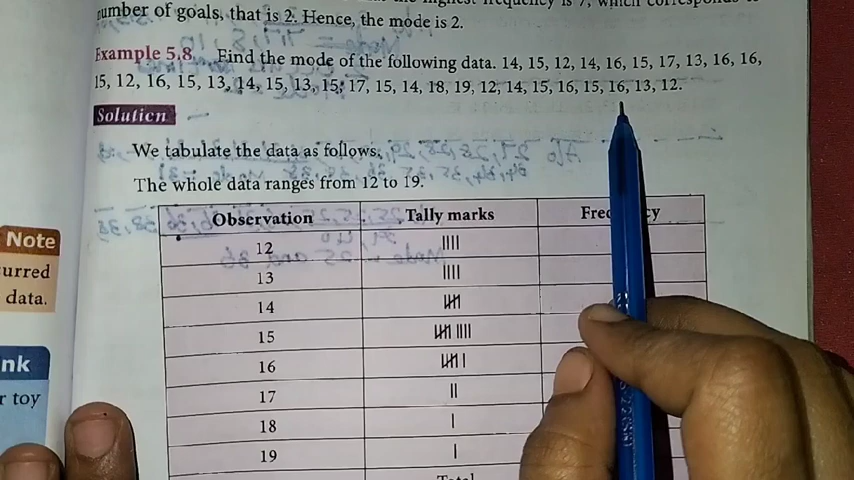 number of goals, that is 2. Hence, the mode is 2.
Example 5.8 Find the mode of the following data. 14, 15, 12, 14, 16, 15, 17, 13, 16, 16,
15, 12, 16, 15, 13, 14, 15, 13, 15, 17, 15, 14, 18, 19, 12, 14, 15, 16, 15, 16, 13, 12.
Solution
We tabulate the data as follows.
The whole data ranges from 12 to 19.
Observation Tally marks
12 ||||
13 ||||
14 𝍸
15 𝍸 ||||
16 𝍸 |
17 ||
18 |
19 |
Total
Note
urred
data.
nk
r toy